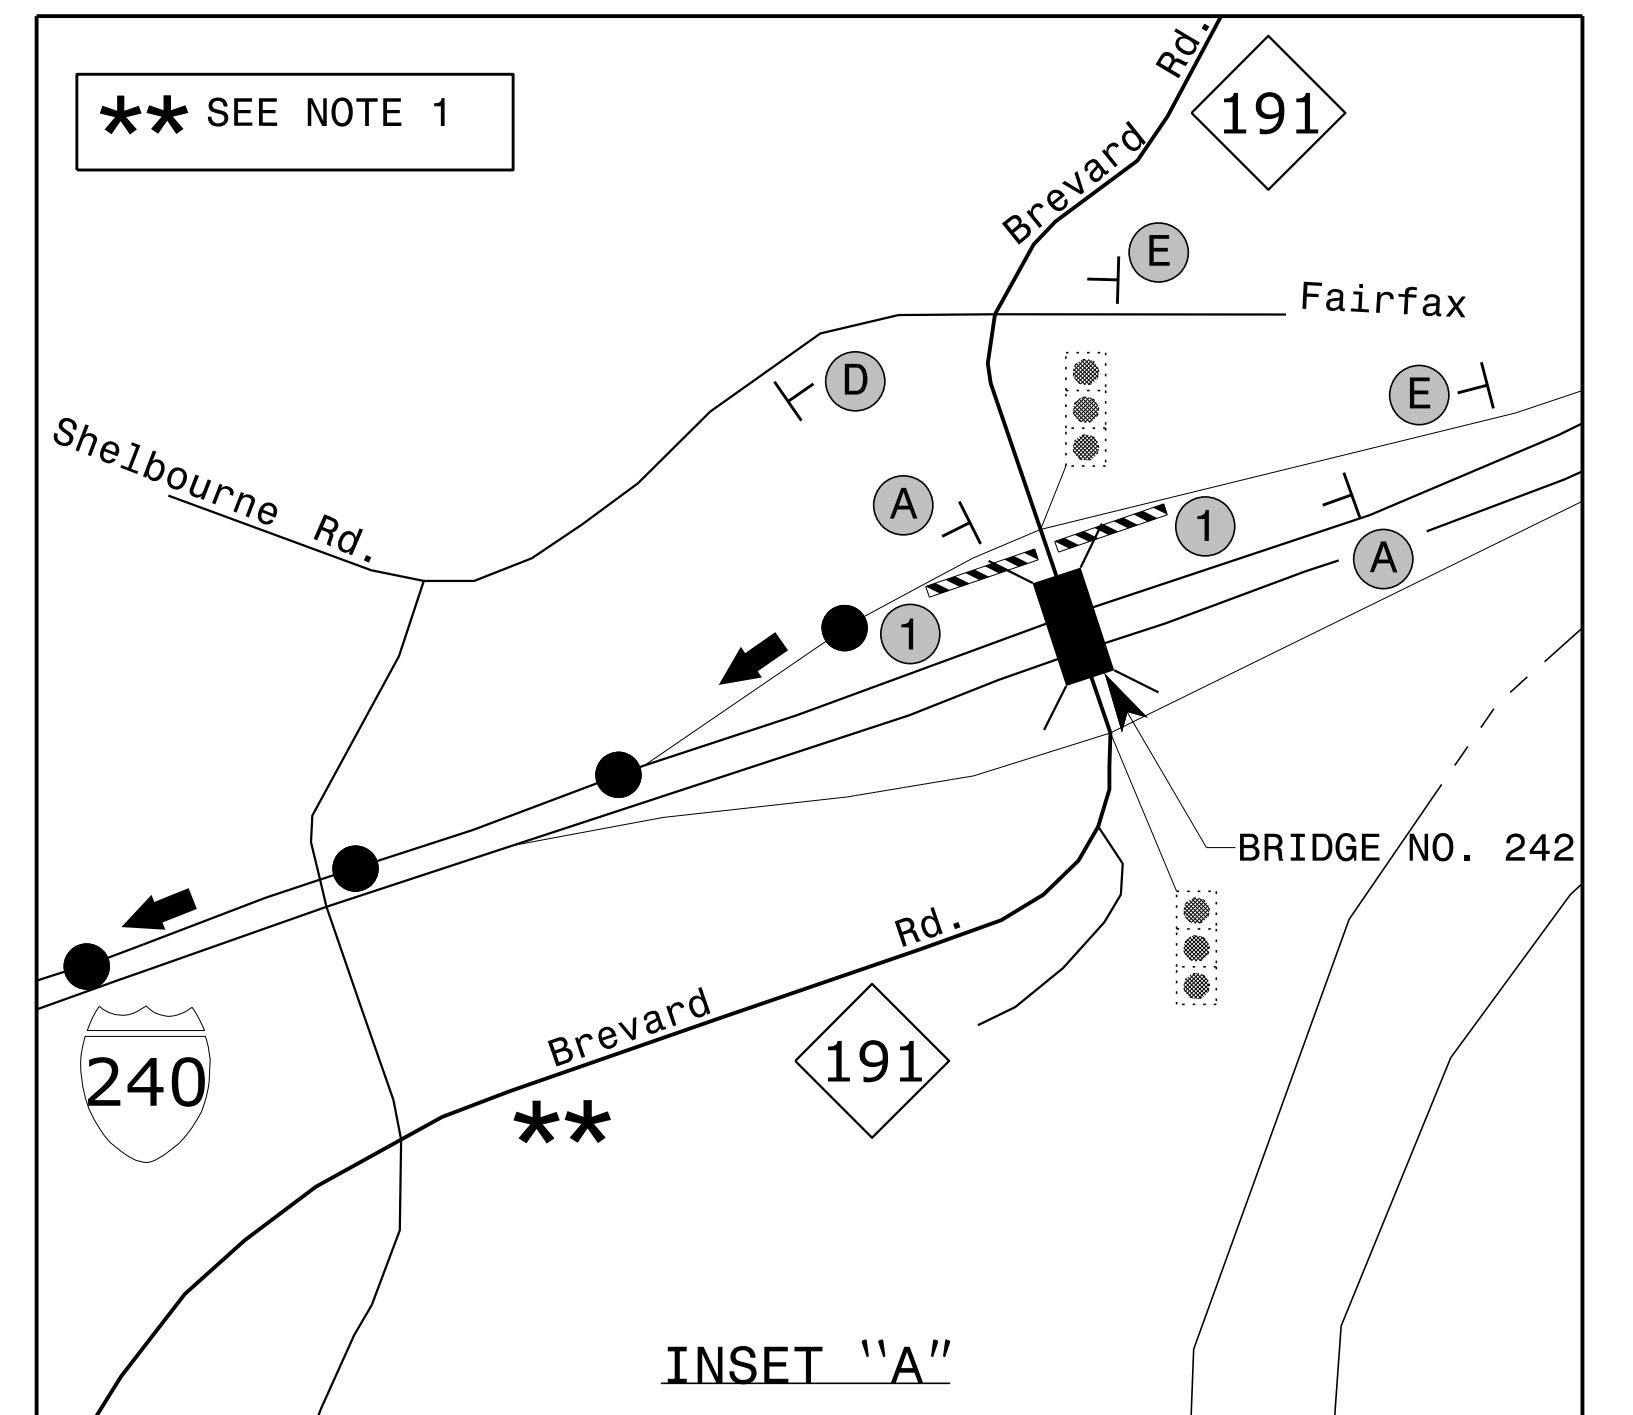 Rd.
191
** SEE NOTE 1
Brevard
E
Fairfax
D
E
Shelbourne Rd.
A
1
A
1
BRIDGE NO. 242
Rd.
Brevard
191
240
**
INSET "A"